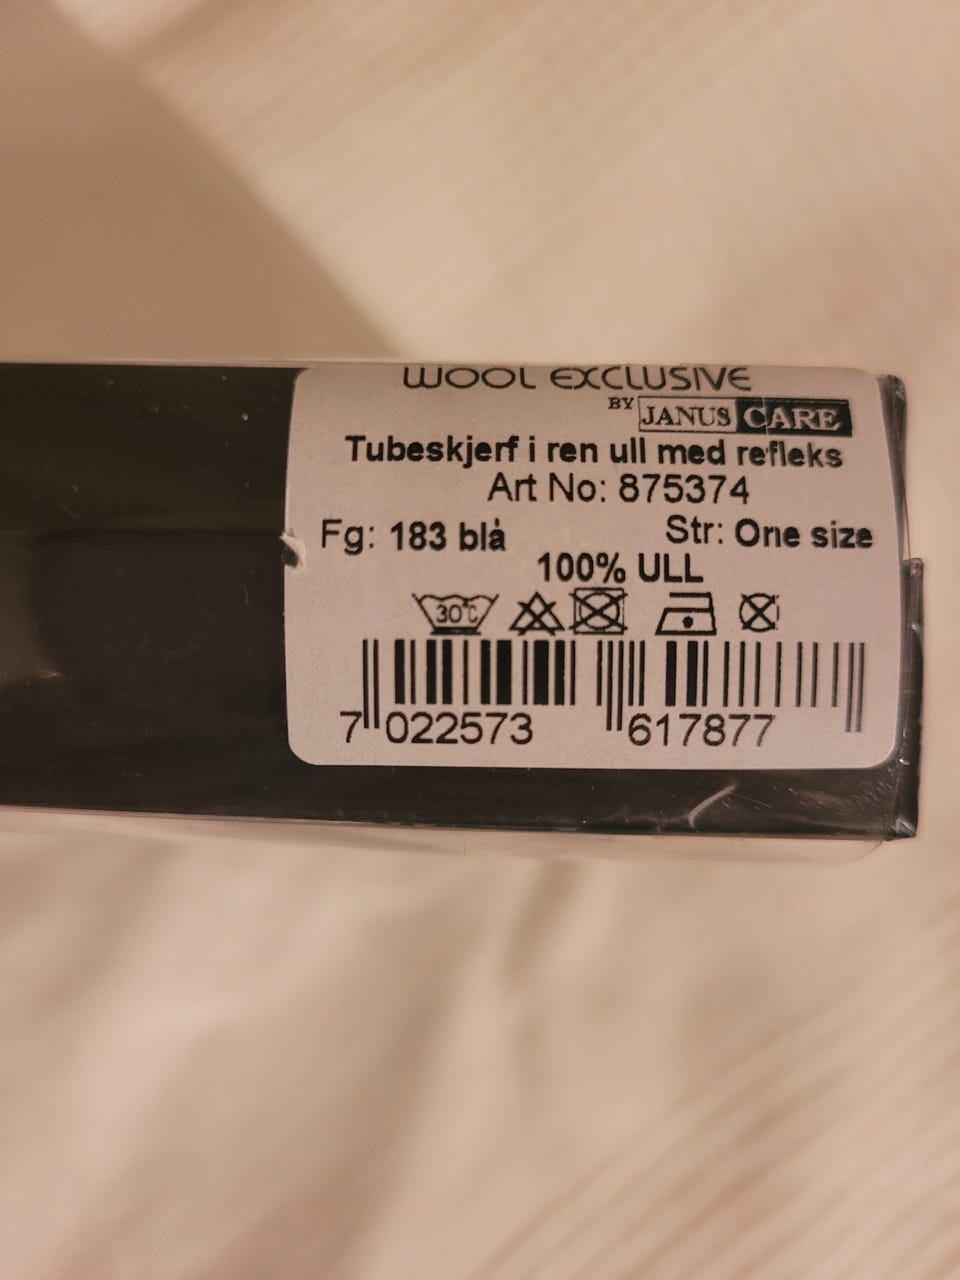 WOOL EXCLUSIVE
BY JANUS CARE
Tubeskjerf i ren ull med refleks
Art No: 875374
Fg: 183 blå Str: One size
100% ULL
30°C
7 022573 617877